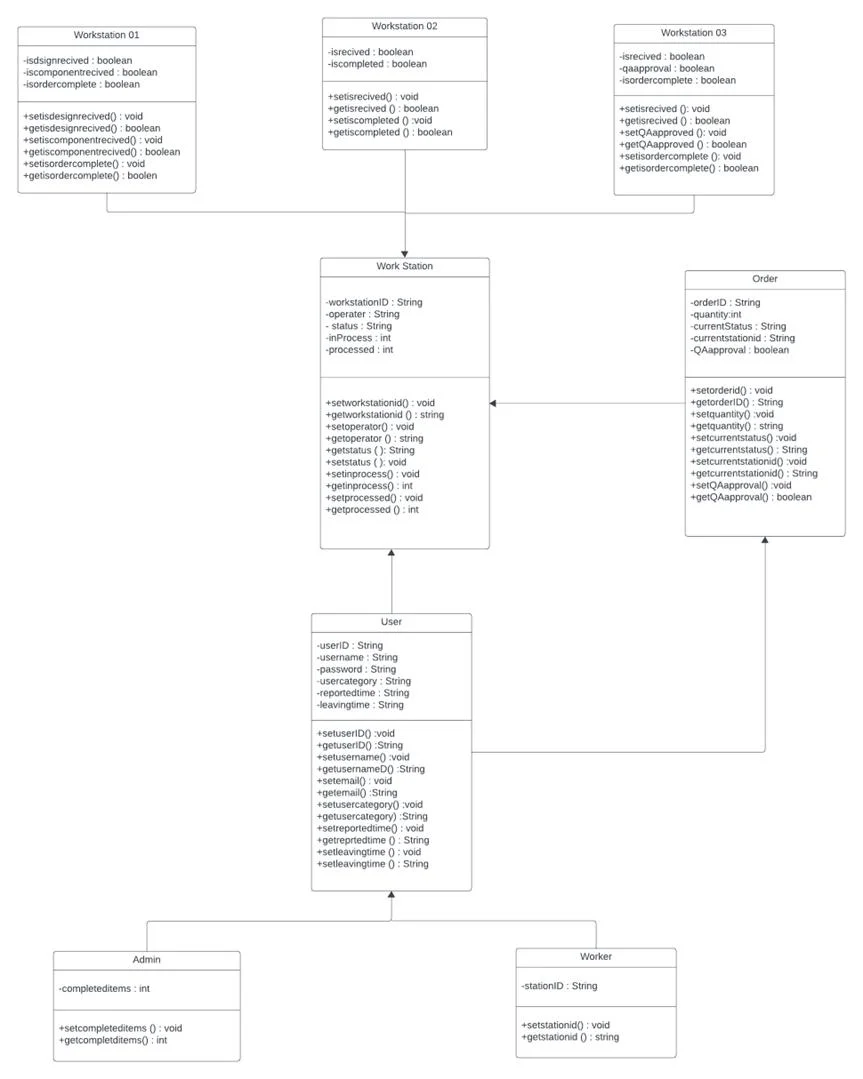 Workstation 01
-isdsignrecived : boolean
-iscomponentrecived : boolean
-isordercomplete : boolean
+setisdesignrecived() : void
+getisdesignrecived() : boolean
+setiscomponentrecived() : void
+getiscomponentrecived() : boolean
+setisordercomplete() : void
+getisordercomplete() : boolen
Workstation 02
-isrecived : boolean
-iscompleted : boolean
+setisrecived() : void
+getisrecived () : boolean
+setiscompleted () :void
+getiscompleted () : boolean
Workstation 03
-isrecived : boolean
-qaapproval : boolean
-isordercomplete : boolean
+setisrecived (): void
+getisrecived () : boolean
+setQAapproved (): void
+getQAapproved () : boolean
+setisordercomplete (): void
+getisordercomplete() : boolean
Work Station
-workstationID : String
-operater : String
- status : String
-inProcess : int
-processed : int
+setworkstationid() : void
+getworkstationid () : string
+setoperator() : void
+getoperator () : string
+getstatus ( ): String
+setstatus ( ): void
+setinprocess() : void
+getinprocess() : int
+setprocessed() : void
+getprocessed () : int
Order
-orderID : String
-quantity:int
-currentStatus : String
-currentstationid : String
-QAapproval : boolean
+setorderid() : void
+getorderID() : String
+setquantity() :void
+getquantity() : string
+setcurrentstatus() :void
+getcurrentstatus() : String
+setcurrentstationid() :void
+getcurrentstationid() : String
+setQAapproval() :void
+getQAapproval() : boolean
User
-userID : String
-username : String
-password : String
-usercategory : String
-reportedtime : String
-leavingtime : String
+setuserID() :void
+getuserID() :String
+setusername() :void
+getusernameD() :String
+setemail() : void
+getemail() :String
+setusercategory() :void
+getusercategory) :String
+setreportedtime() : void
+getreprtedtime () : String
+setleavingtime () : void
+setleavingtime () : String
Admin
-completeditems : int
+setcompleteditems () : void
+getcompletditems() : int
Worker
-stationID : String
+setstationid() : void
+getstationid () : string